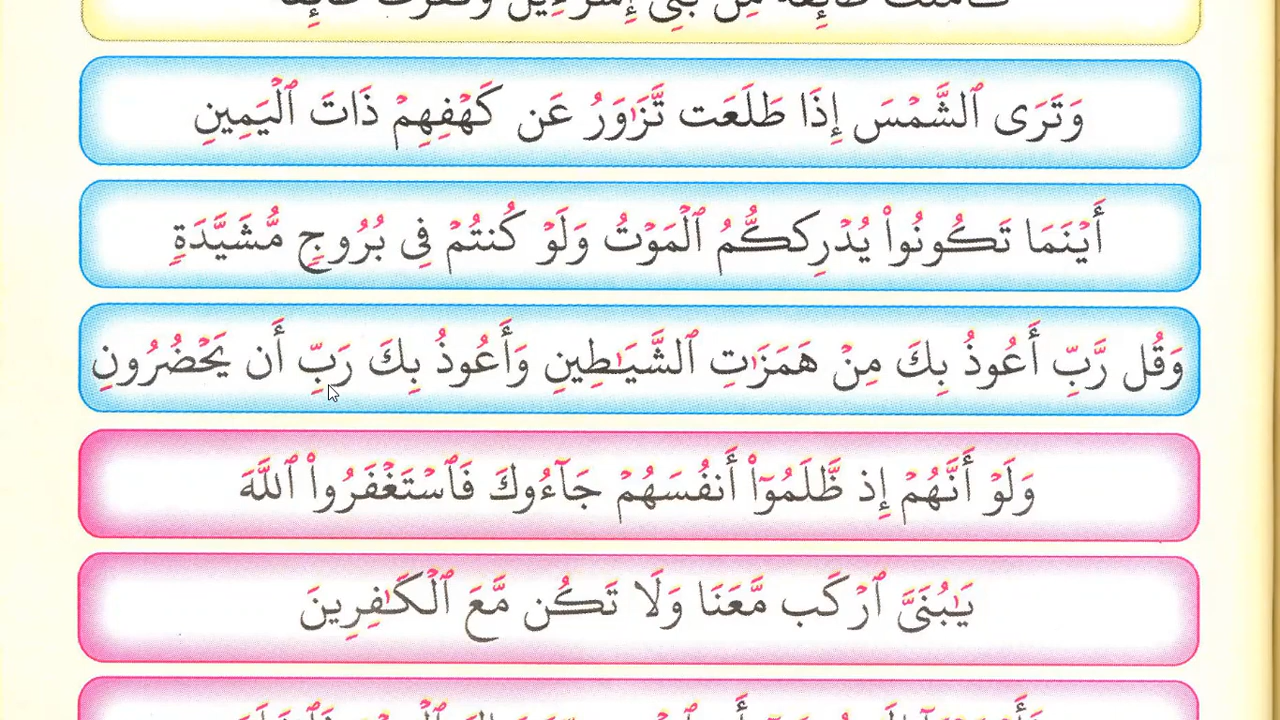 وَتَرَى ٱلشَّمْسَ إِذَا طَلَعَت تَّزَٰوَرُ عَن كَهْفِهِمْ ذَاتَ ٱلْيَمِينِ
أَيْنَمَا تَكُونُوا۟ يُدْرِككُّمُ ٱلْمَوْتُ وَلَوْ كُنتُمْ فِى بُرُوجٍ مُّشَيَّدَةٍ
وَقُل رَّبِّ أَعُوذُ بِكَ مِنْ هَمَزَٰتِ ٱلشَّيَـٰطِينِ وَأَعُوذُ بِكَ رَبِّ أَن يَحْضُرُونِ
وَلَوْ أَنَّهُمْ إِذ ظَّلَمُوٓا۟ أَنفُسَهُمْ جَآءُوكَ فَٱسْتَغْفَرُوا۟ ٱللَّهَ
يَـٰبُنَىَّ ٱرْكَب مَّعَنَا وَلَا تَكُن مَّعَ ٱلْكَـٰفِرِينَ